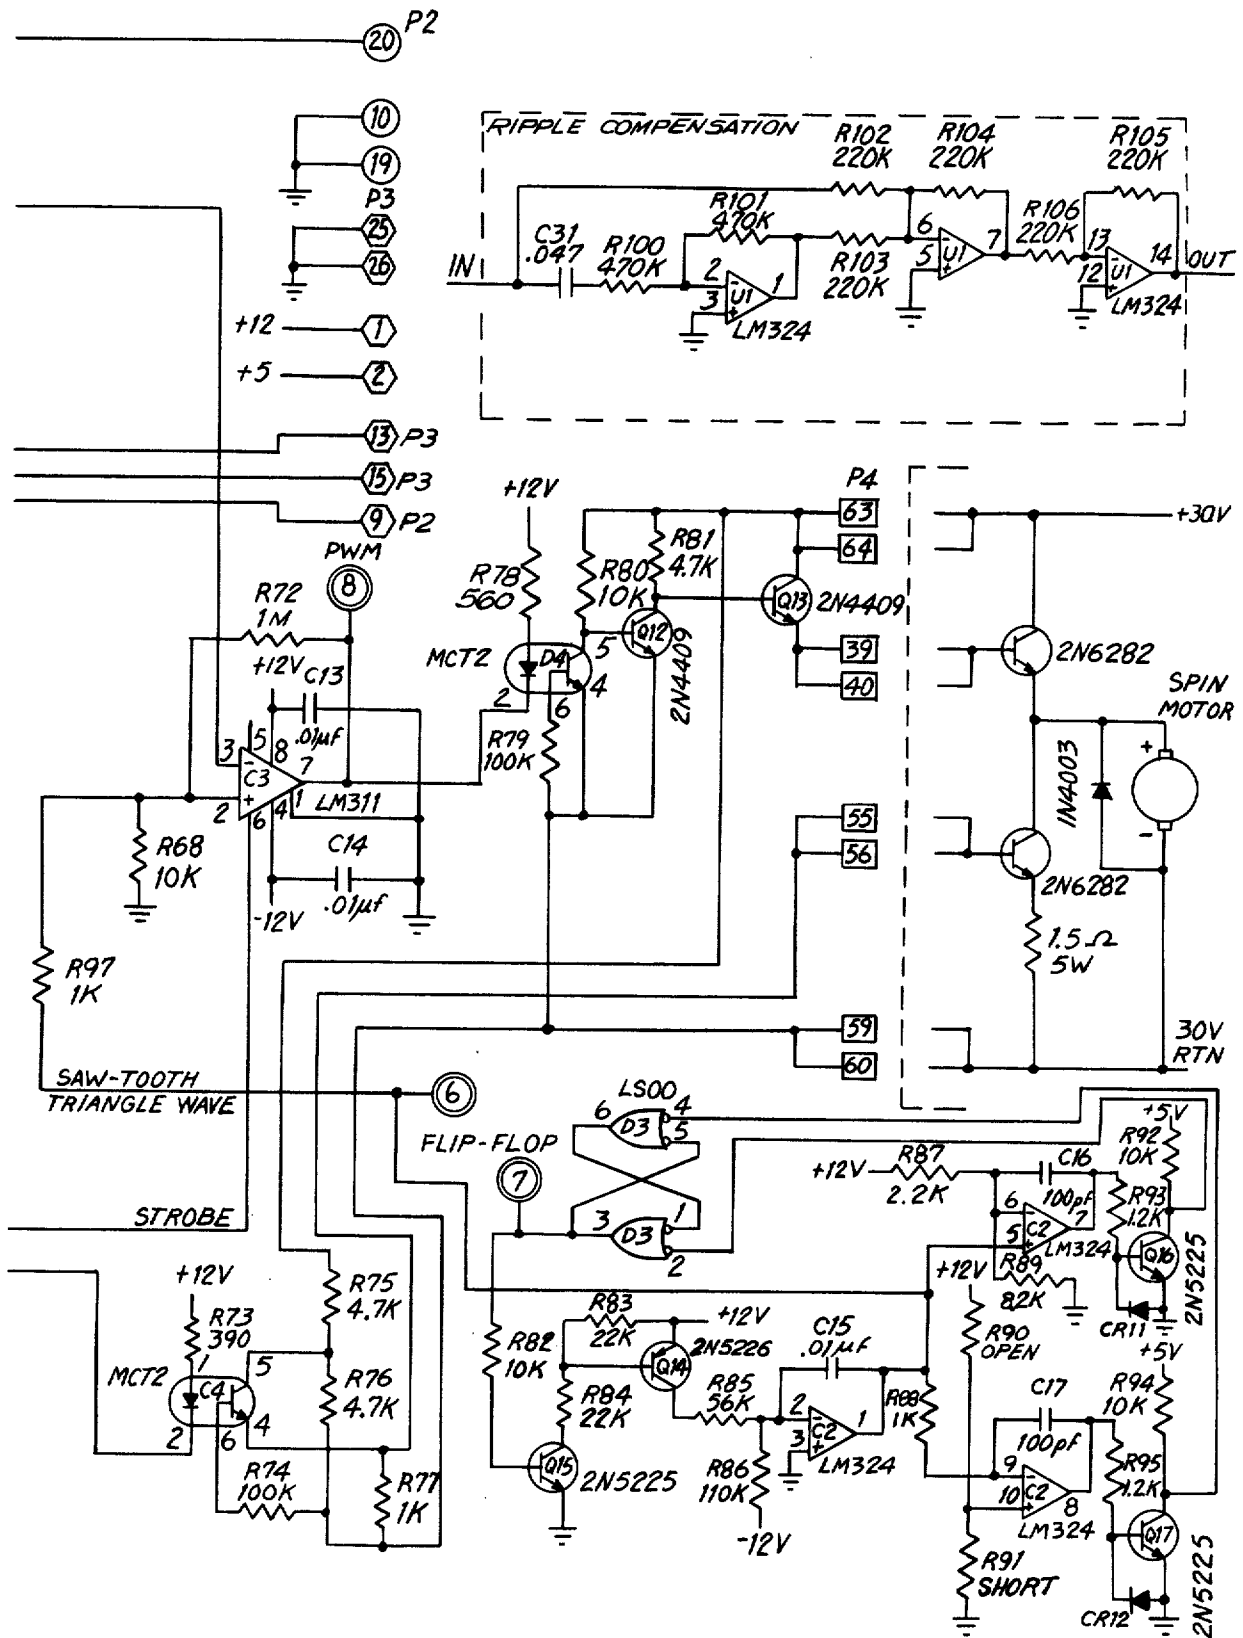 20 P2
10
19
P3
25
26
+12 1
+5 2
13 P3
15 P3
9 P2
RIPPLE COMPENSATION
R102
220K
R104
220K
R105
220K
R101
470K
C31
.047
R100
470K
IN
2
3
U1
1
LM324
R103
220K
6
5
U1
7
R106
220K
13
12
U1
14
LM324
OUT
PWM
8
R72
1M
+12V
C13
.01µf
3
5
8
C3
7
2
6
4
1
LM311
R68
10K
C14
.01µf
-12V
R97
1K
+12V
R78
560
R80
10K
R81
4.7K
MCT2
D4
5
4
2
6
Q12
2N4409
R79
100K
Q13
2N4409
P4
63
64
39
40
55
56
59
60
+30V
2N6282
SPIN
MOTOR
+
-
1N4003
2N6282
1.5Ω
5W
30V
RTN
SAW-TOOTH
TRIANGLE WAVE
6
FLIP-FLOP
7
LS00
6
D3
4
5
3
D3
1
2
STROBE
+12V
R73
390
MCT2
1
5
C4
4
2
6
R74
100K
R75
4.7K
R76
4.7K
R77
1K
R82
10K
R83
22K
+12V
Q14
2N5226
R84
22K
Q15
2N5225
R85
56K
R86
110K
-12V
C15
.01µf
2
3
C2
1
LM324
R88
1K
+12V
R87
2.2K
C16
100pf
6
5
C2
7
LM324
R89
8.2K
+12V
R90
OPEN
R91
SHORT
C17
100pf
9
10
C2
8
LM324
+5V
R92
10K
R93
1.2K
Q16
2N5225
CR11
+5V
R94
10K
R95
1.2K
Q17
2N5225
CR12